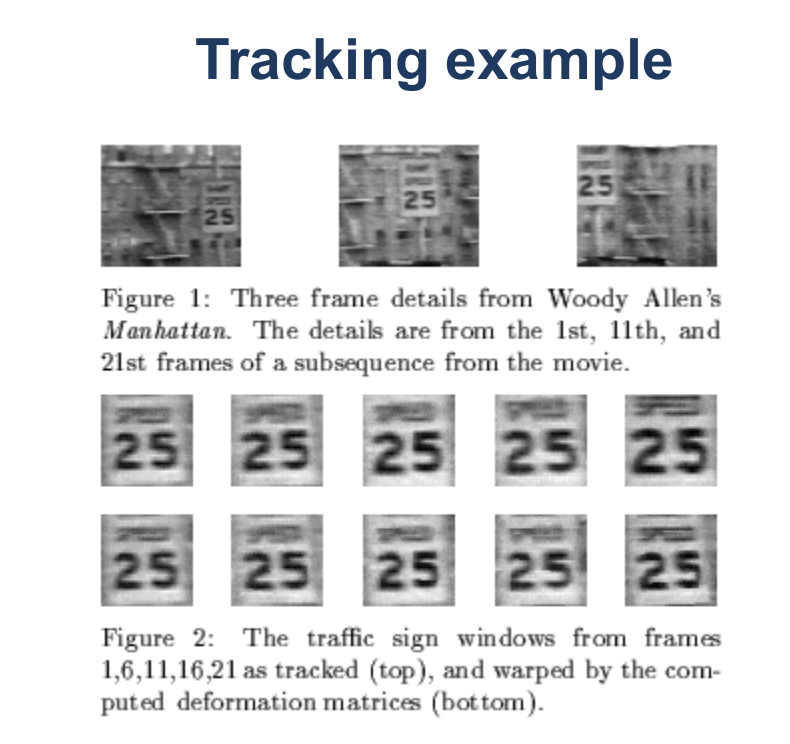 Tracking example
25
25
25
Figure 1: Three frame details from Woody Allen's
Manhattan. The details are from the 1st, 11th, and
21st frames of a subsequence from the movie.
25 25 25 25 25
25 25 25 25 25
Figure 2: The traffic sign windows from frames
1,6,11,16,21 as tracked (top), and warped by the com-
puted deformation matrices (bottom).